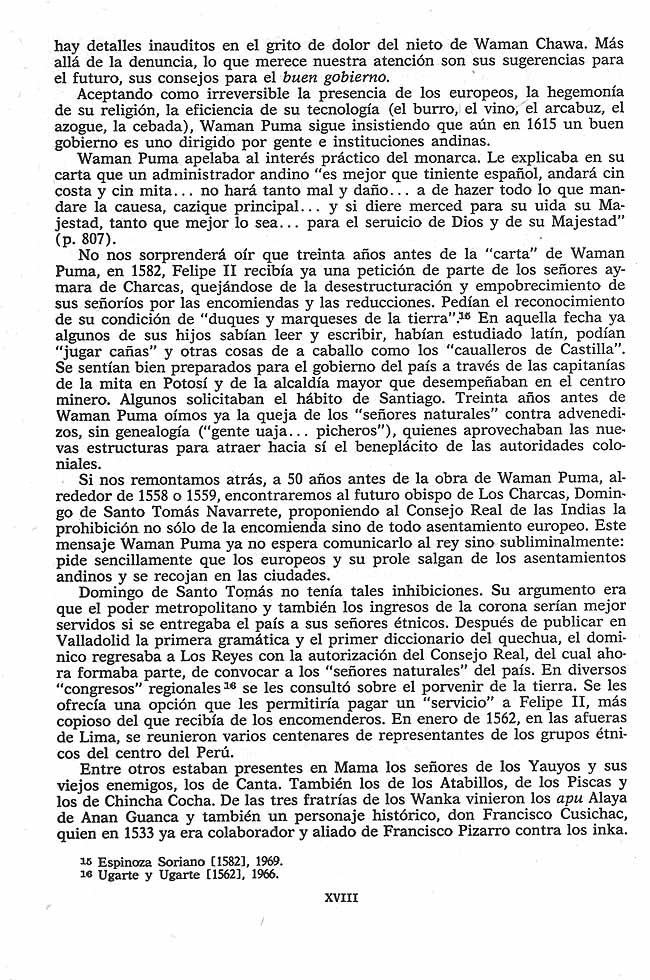 hay detalles inauditos en el grito de dolor del nieto de Waman Chawa. Más
allá de la denuncia, lo que merece nuestra atención son sus sugerencias para
el futuro, sus consejos para el buen gobierno.
Aceptando como irreversible la presencia de los europeos, la hegemonía
de su religión, la eficiencia de su tecnología (el burro, el vino, el arcabuz, el
azogue, la cebada), Waman Puma sigue insistiendo que aún en 1615 un buen
gobierno es uno dirigido por gente e instituciones andinas.
Waman Puma apelaba al interés práctico del monarca. Le explicaba en su
carta que un administrador andino “es mejor que tiniente español, andará cin
costa y cin mita... no hará tanto mal y daño... a de hazer todo lo que man-
dare la cauesa, cazique principal... y si diere merced para su uida su Ma-
jestad, tanto que mejor lo sea... para el seruicio de Dios y de su Majestad”
(p. 807).
No nos sorprenderá oír que treinta años antes de la “carta” de Waman
Puma, en 1582, Felipe II recibía ya una petición de parte de los señores ay-
mara de Charcas, quejándose de la desestructuración y empobrecimiento de
sus señoríos por las encomiendas y las reducciones. Pedían el reconocimiento
de su condición de “duques y marqueses de la tierra”.15 En aquella fecha ya
algunos de sus hijos sabían leer y escribir, habían estudiado latín, podían
“jugar cañas” y otras cosas de a caballo como los “caualleros de Castilla”.
Se sentían bien preparados para el gobierno del país a través de las capitanías
de la mita en Potosí y de la alcaldía mayor que desempeñaban en el centro
minero. Algunos solicitaban el hábito de Santiago. Treinta años antes de
Waman Puma oímos ya la queja de los “señores naturales” contra advenedi-
zos, sin genealogía (“gente uaja... picheros”), quienes aprovechaban las nue-
vas estructuras para atraer hacia sí el beneplácito de las autoridades colo-
niales.
Si nos remontamos atrás, a 50 años antes de la obra de Waman Puma, al-
rededor de 1558 o 1559, encontraremos al futuro obispo de Los Charcas, Domin-
go de Santo Tomás Navarrete, proponiendo al Consejo Real de las Indias la
prohibición no sólo de la encomienda sino de todo asentamiento europeo. Este
mensaje Waman Puma ya no espera comunicarlo al rey sino subliminalmente:
pide sencillamente que los europeos y su prole salgan de los asentamientos
andinos y se recojan en las ciudades.
Domingo de Santo Tomás no tenía tales inhibiciones. Su argumento era
que el poder metropolitano y también los ingresos de la corona serían mejor
servidos si se entregaba el país a sus señores étnicos. Después de publicar en
Valladolid la primera gramática y el primer diccionario del quechua, el domi-
nico regresaba a Los Reyes con la autorización del Consejo Real, del cual aho-
ra formaba parte, de convocar a los “señores naturales” del país. En diversos
“congresos” regionales 16 se les consultó sobre el porvenir de la tierra. Se les
ofrecía una opción que les permitiría pagar un “servicio” a Felipe II, más
copioso del que recibía de los encomenderos. En enero de 1562, en las afueras
de Lima, se reunieron varios centenares de representantes de los grupos étni-
cos del centro del Perú.
Entre otros estaban presentes en Mama los señores de los Yauyos y sus
viejos enemigos, los de Canta. También los de los Atabillos, de los Piscas y
los de Chincha Cocha. De las tres fratrías de los Wanka vinieron los apu Alaya
de Anan Guanca y también un personaje histórico, don Francisco Cusichac,
quien en 1533 ya era colaborador y aliado de Francisco Pizarro contra los inka.
15 Espinoza Soriano [1582], 1969.
16 Ugarte y Ugarte [1562], 1966.
XVIII